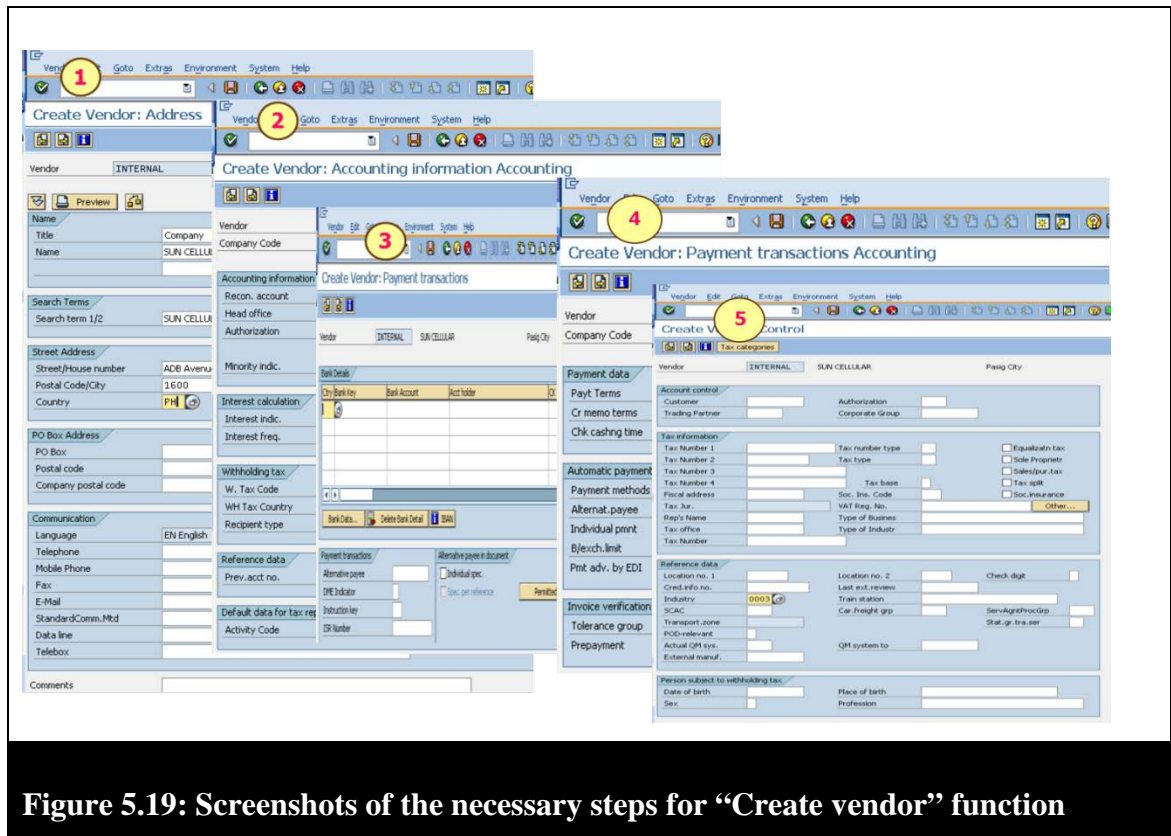 Vendor Goto Extras Environment System Help
1
Create Vendor: Address
Vendor INTERNAL
Preview
Name
Title Company
Name SUN CELLU
Search Terms
Search term 1/2 SUN CELLU
Street Address
Street/House number ADB Avenu
Postal Code/City 1600
Country PH
PO Box Address
PO Box
Postal code
Company postal code
Communication
Language EN English
Telephone
Mobile Phone
Fax
E-Mail
StandardComm.Mtd
Data line
Telebox
Comments
Goto Extras Environment System Help
2
Create Vendor: Accounting information Accounting
Vendor
Company Code
Accounting information
Recon. account
Head office
Authorization
Minority indic.
Interest calculation
Interest indic.
Interest freq.
Withholding tax
W. Tax Code
WH Tax Country
Recipient type
Reference data
Prev.acct no.
Default data for tax rep
Activity Code
Vendor Edit Goto Extras Environment System Help
3
Create Vendor: Payment transactions
Vendor INTERNAL SUN CELLULAR Pasig City
Bank Details
Ctry Bank Key Bank Account Acct holder
Bank Data... Delete Bank Detail IBAN
Payment transactions Alternative payee in document
Alternative payee Individual spec.
DME Indicator Spec. per reference Permitted
Instruction key
ISR Number
Vendor Edit Goto Extras Environment System Help
4
Create Vendor: Payment transactions Accounting
Vendor
Company Code
Payment data
Payt Terms
Cr memo terms
Chk cashng time
Automatic payment
Payment methods
Alternat.payee
Individual pmnt
B/exch.limit
Pmt adv. by EDI
Invoice verification
Tolerance group
Prepayment
Vendor Edit Goto Extras Environment System Help
5
Create Control
Tax categories
Vendor INTERNAL SUN CELLULAR Pasig City
Account control
Customer Authorization
Trading Partner Corporate Group
Tax information
Tax Number 1 Tax number type Equalizatn tax
Tax Number 2 Tax type Sole Proprietr
Tax Number 3 Sales/pur.tax
Tax Number 4 Tax base Tax split
Fiscal address Soc. Ins. Code Soc.insurance
Tax Jur. VAT Reg. No. Other...
Rep's Name Type of Busines
Tax office Type of Industr
Tax Number
Reference data
Location no. 1 Location no. 2 Check digit
Cred.info no. Last ext.review
Industry 0003 Train station
SCAC Car.freight grp ServAgntProcGrp
Transport.zone Stat.gr.tra.ser
POD-relevant
Actual QM sys. QM system to
External manuf.
Person subject to withholding tax
Date of birth Place of birth
Sex Profession
Figure 5.19: Screenshots of the necessary steps for “Create vendor” function